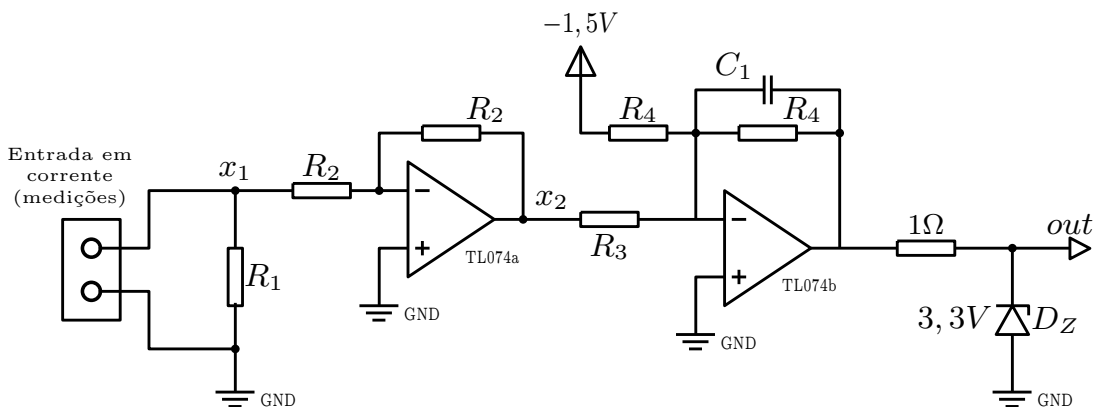 −1,5V
C₁
R₄
R₄
R₂
Entrada em
corrente
(medições)
x₁
R₂
x₂
R₃
R₁
TL074a
GND
1Ω
out
TL074b
GND
3,3V
D_Z
GND
GND